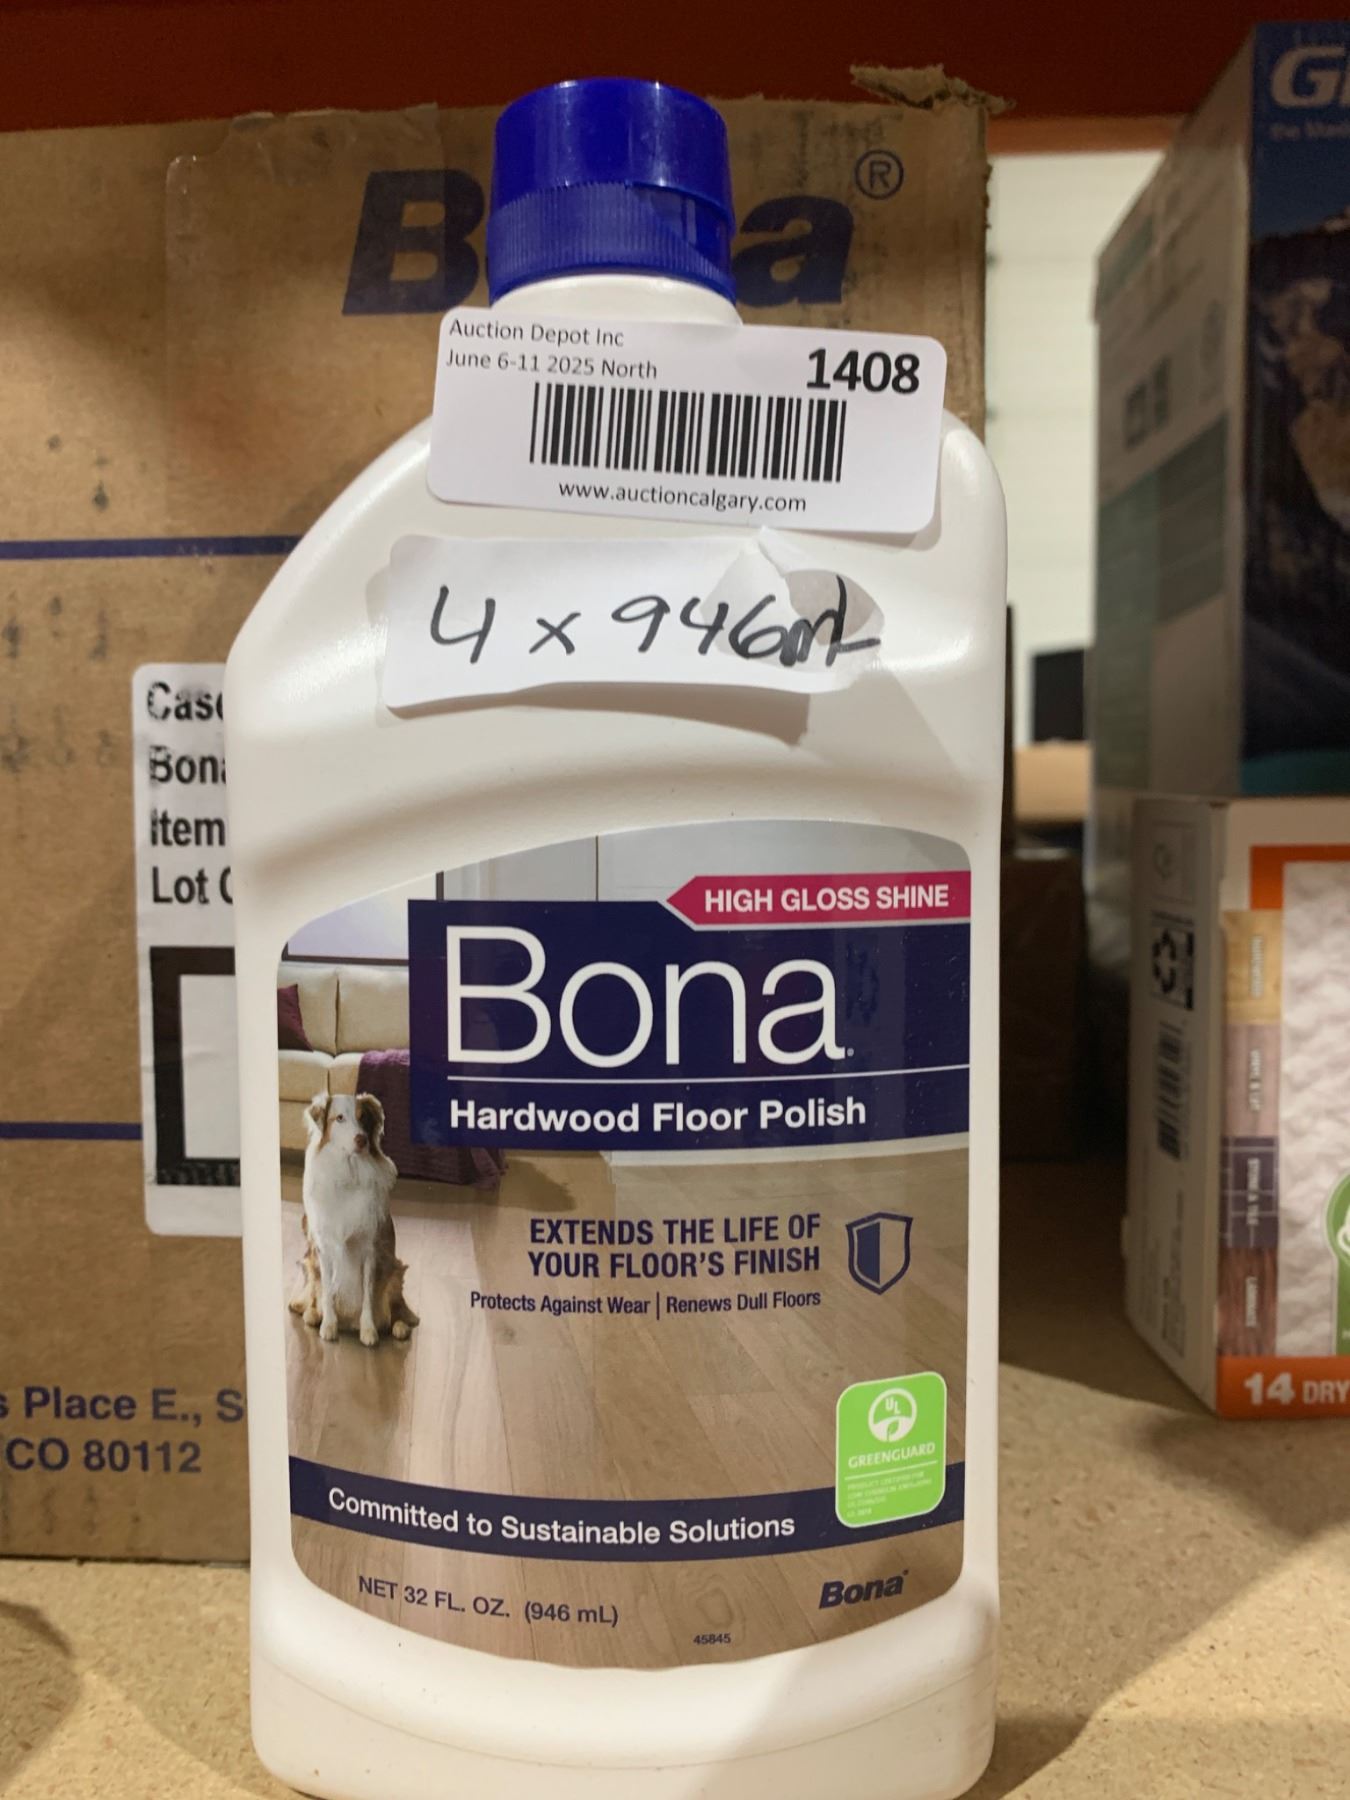 Bona®
Auction Depot Inc
June 6-11 2025 North
1408
www.auctioncalgary.com
4 x 946mL
Item
HIGH GLOSS SHINE
Bona.
Hardwood Floor Polish
EXTENDS THE LIFE OF
YOUR FLOOR'S FINISH
Protects Against Wear | Renews Dull Floors
UL
GREENGUARD
Committed to Sustainable Solutions
NET 32 FL. OZ. (946 mL)
Bona®
45845
Place E., S
CO 80112
14 DRY